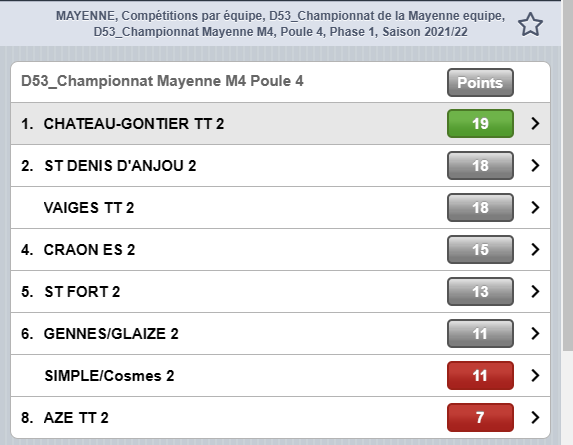 MAYENNE, Compétitions par équipe, D53_Championnat de la Mayenne equipe,
D53_Championnat Mayenne M4, Poule 4, Phase 1, Saison 2021/22
D53_Championnat Mayenne M4 Poule 4 Points
1. CHATEAU-GONTIER TT 2 19
2. ST DENIS D'ANJOU 2 18
VAIGES TT 2 18
4. CRAON ES 2 15
5. ST FORT 2 13
6. GENNES/GLAIZE 2 11
SIMPLE/Cosmes 2 11
8. AZE TT 2 7